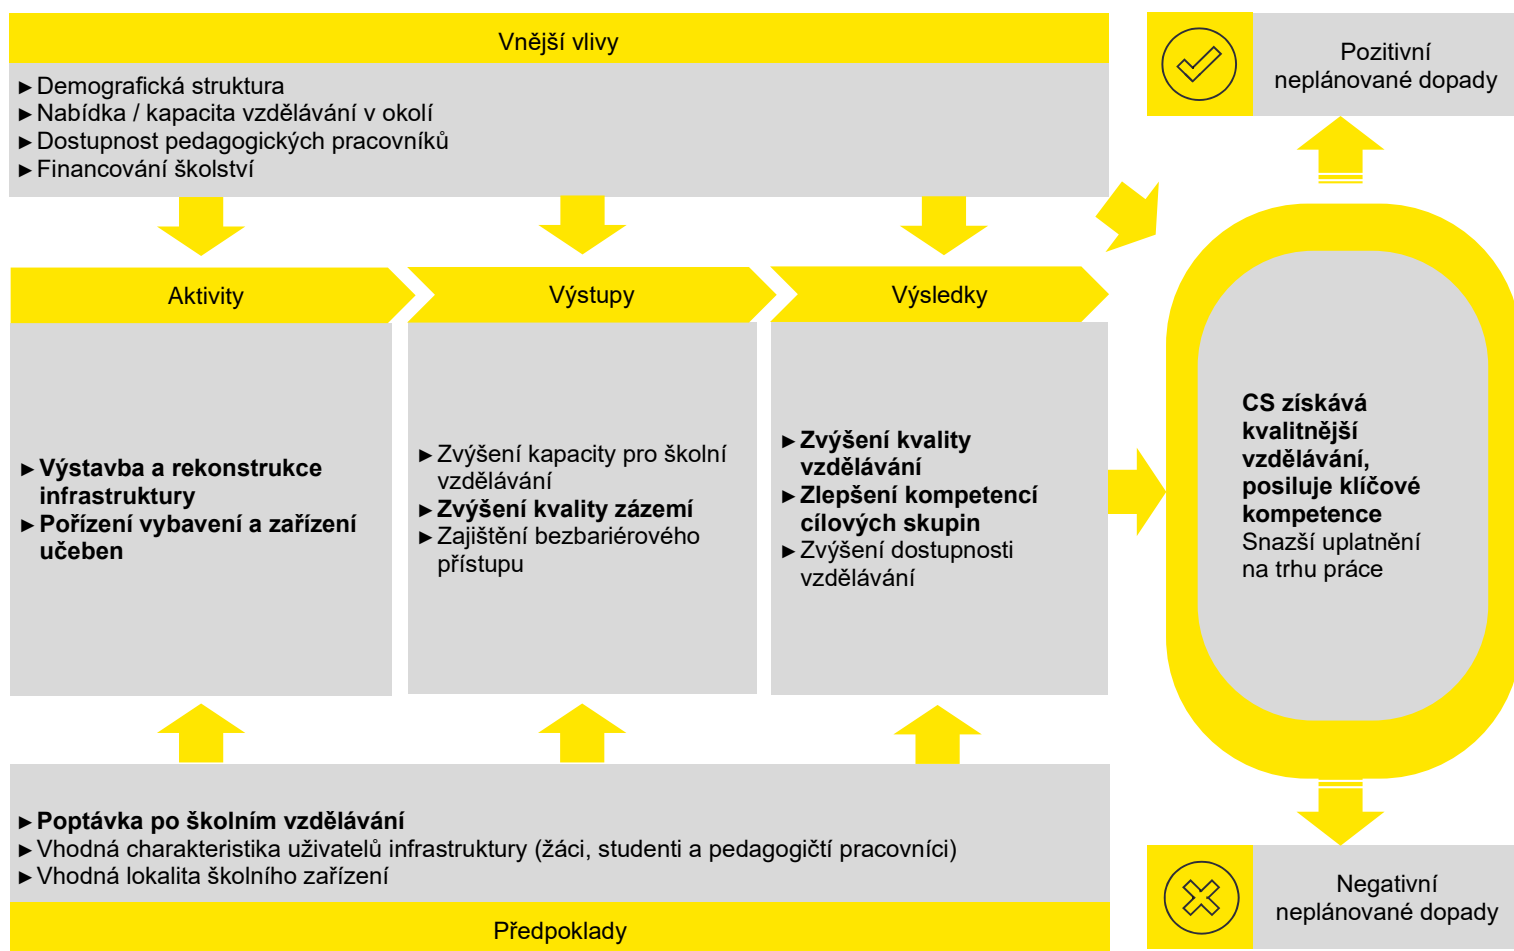 Vnější vlivy
►Demografická struktura
►Nabídka / kapacita vzdělávání v okolí
►Dostupnost pedagogických pracovníků
►Financování školství
Pozitivní
neplánované dopady
Aktivity
Výstupy
Výsledky
►Výstavba a rekonstrukce
infrastruktury
►Pořízení vybavení a zařízení
učeben
►Zvýšení kapacity pro školní
vzdělávání
►Zvýšení kvality zázemí
►Zajištění bezbariérového
přístupu
►Zvýšení kvality
vzdělávání
►Zlepšení kompetencí
cílových skupin
►Zvýšení dostupnosti
vzdělávání
CS získává
kvalitnější
vzdělávání,
posiluje klíčové
kompetence
Snazší uplatnění
na trhu práce
►Poptávka po školním vzdělávání
►Vhodná charakteristika uživatelů infrastruktury (žáci, studenti a pedagogičtí pracovníci)
►Vhodná lokalita školního zařízení
Předpoklady
Negativní
neplánované dopady